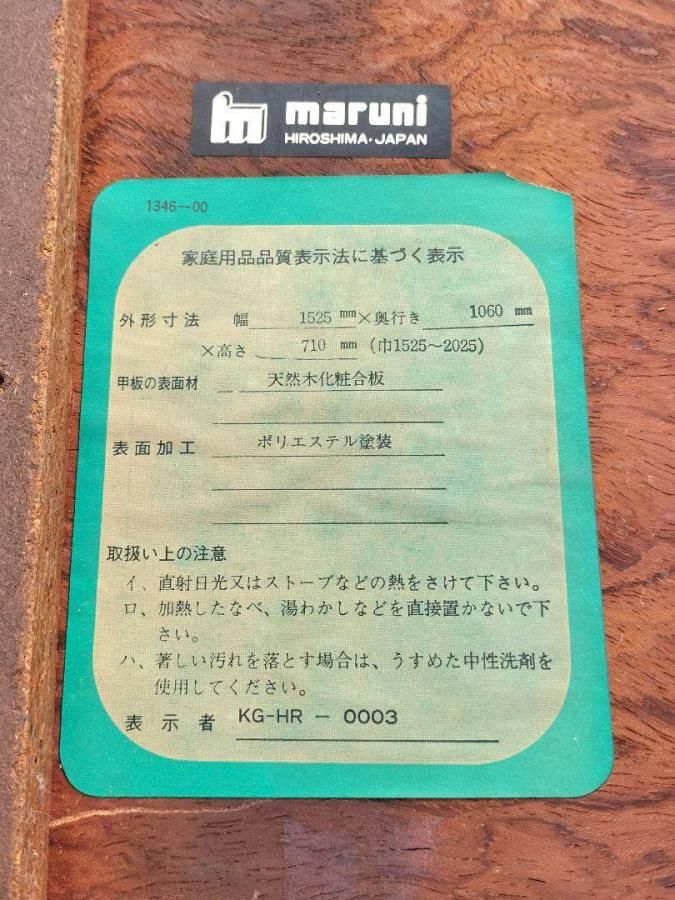 maruni
HIROSHIMA・JAPAN
1346-00
家庭用品品質表示法に基づく表示
外形寸法 幅 1525 mm×奥行き 1060 mm
×高さ 710 mm (巾1525~2025)
甲板の表面材 天然木化粧合板
表面加工 ポリエステル塗装
取扱い上の注意
イ、直射日光又はストーブなどの熱をさけて下さい。
ロ、加熱したなべ、湯わかしなどを直接置かないで下
さい。
ハ、著しい汚れを落とす場合は、うすめた中性洗剤を
使用してください。
表示者 KG-HR-0003